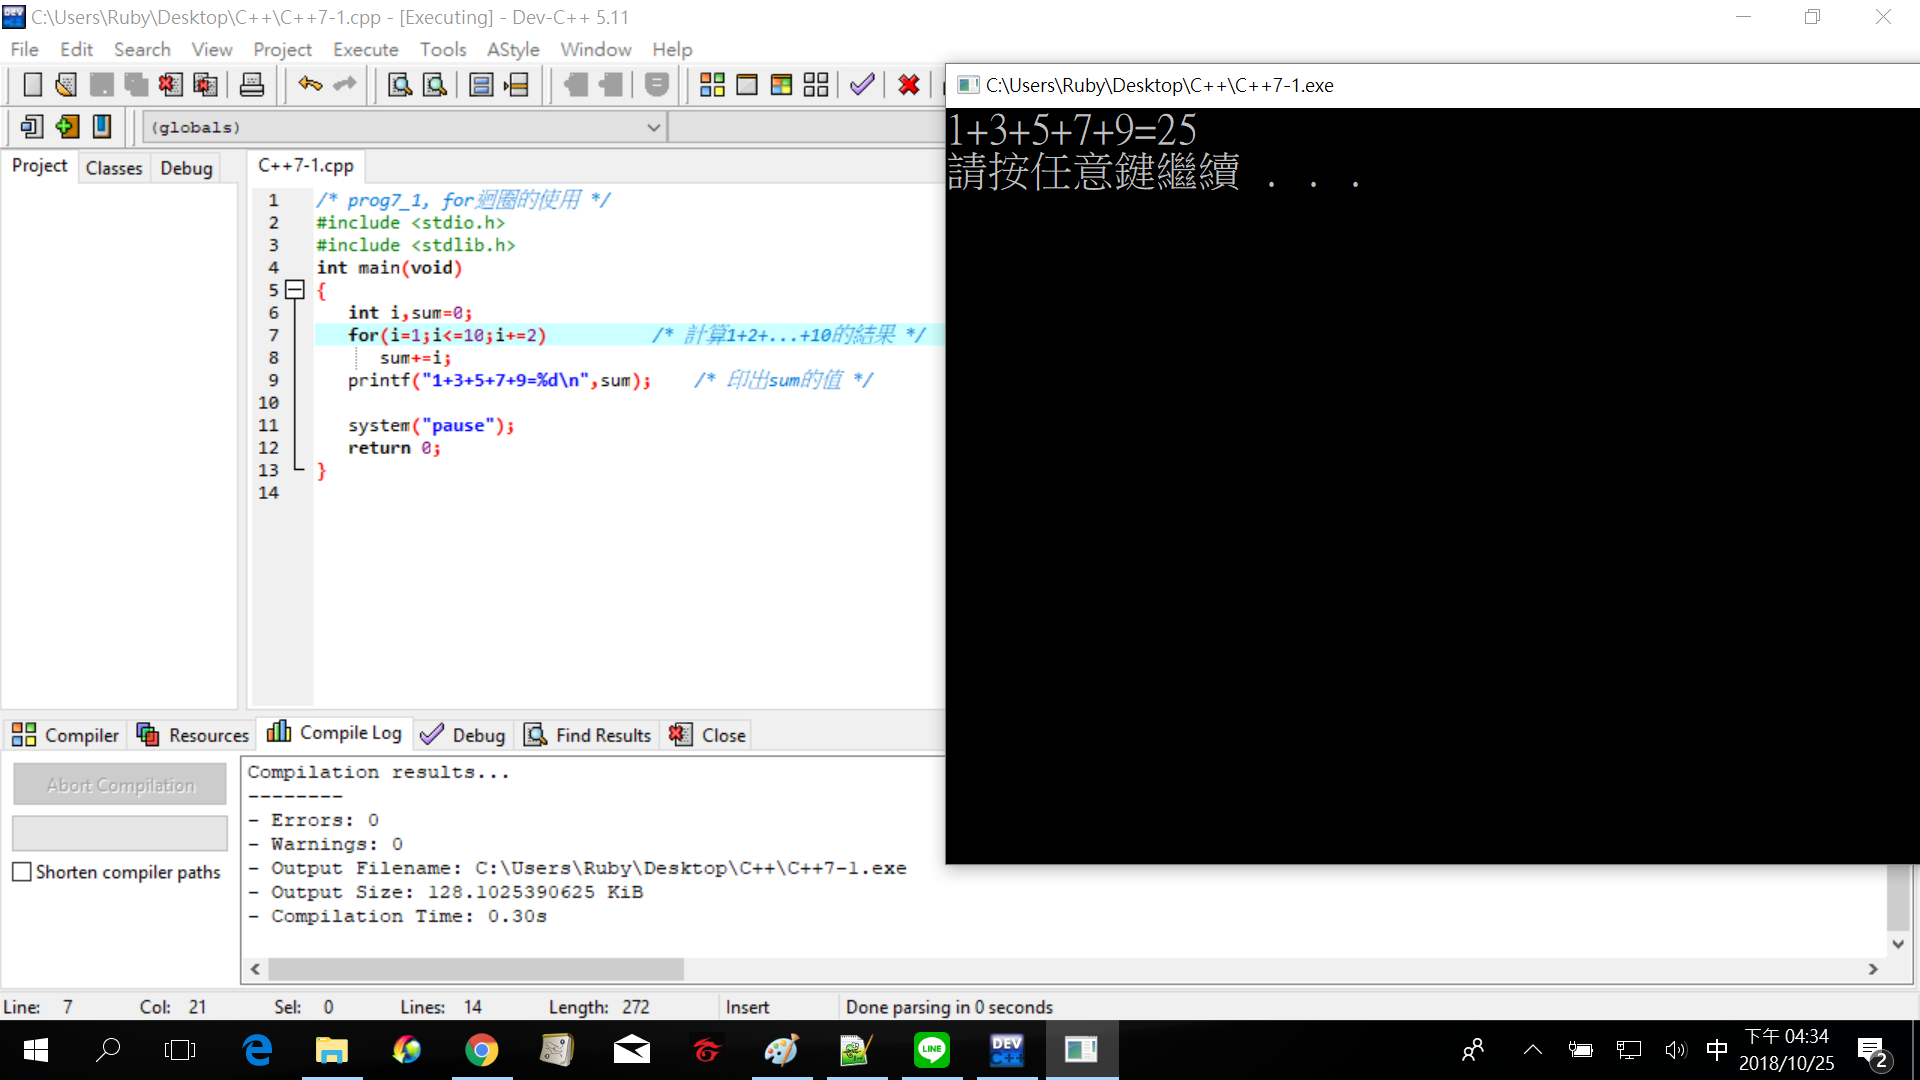 C:\Users\Ruby\Desktop\C++\C++7-1.cpp - [Executing] - Dev-C++ 5.11
File Edit Search View Project Execute Tools AStyle Window Help
(globals)
Project Classes Debug
C++7-1.cpp
1 /* prog7_1, for迴圈的使用 */
2 #include <stdio.h>
3 #include <stdlib.h>
4 int main(void)
5 {
6 int i,sum=0;
7 for(i=1;i<=10;i+=2) /* 計算1+2+...+10的結果 */
8 sum+=i;
9 printf("1+3+5+7+9=%d\n",sum); /* 印出sum的值 */
10
11 system("pause");
12 return 0;
13 }
14
C:\Users\Ruby\Desktop\C++\C++7-1.exe
1+3+5+7+9=25
請按任意鍵繼續 . . .
Compiler Resources Compile Log Debug Find Results Close
Abort Compilation
Shorten compiler paths
Compilation results...
--------
- Errors: 0
- Warnings: 0
- Output Filename: C:\Users\Ruby\Desktop\C++\C++7-1.exe
- Output Size: 128.1025390625 KiB
- Compilation Time: 0.30s
Line: 7 Col: 21 Sel: 0 Lines: 14 Length: 272 Insert Done parsing in 0 seconds
LINE
DEV C++
中
下午 04:34
2018/10/25
2